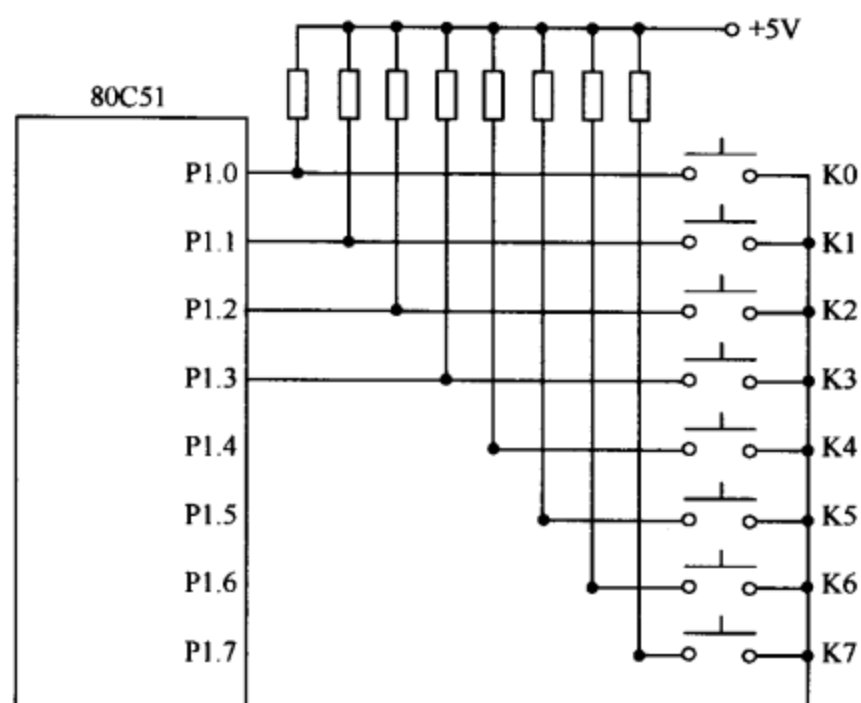 +5V
80C51
P1.0 K0
P1.1 K1
P1.2 K2
P1.3 K3
P1.4 K4
P1.5 K5
P1.6 K6
P1.7 K7